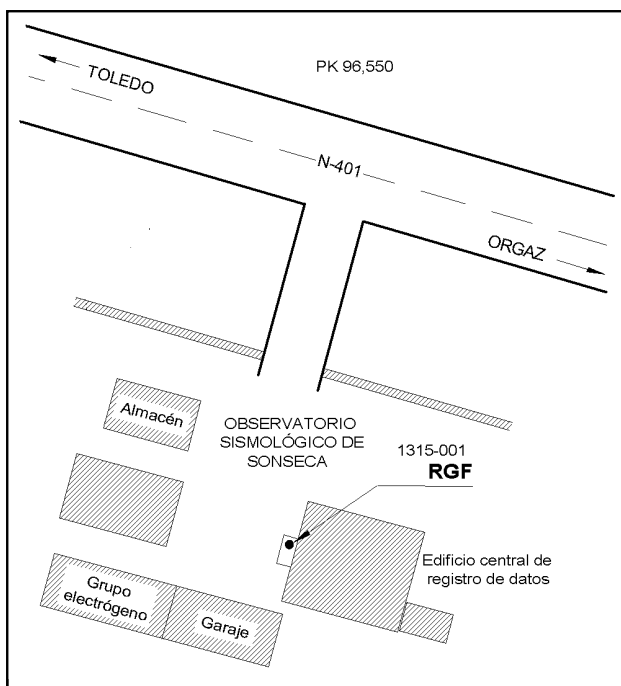 PK 96,550
TOLEDO
N-401
ORGAZ
Almacén
OBSERVATORIO
SISMOLÓGICO DE
SONSECA
1315-001
RGF
Edificio central de
registro de datos
Grupo
electrógeno
Garaje